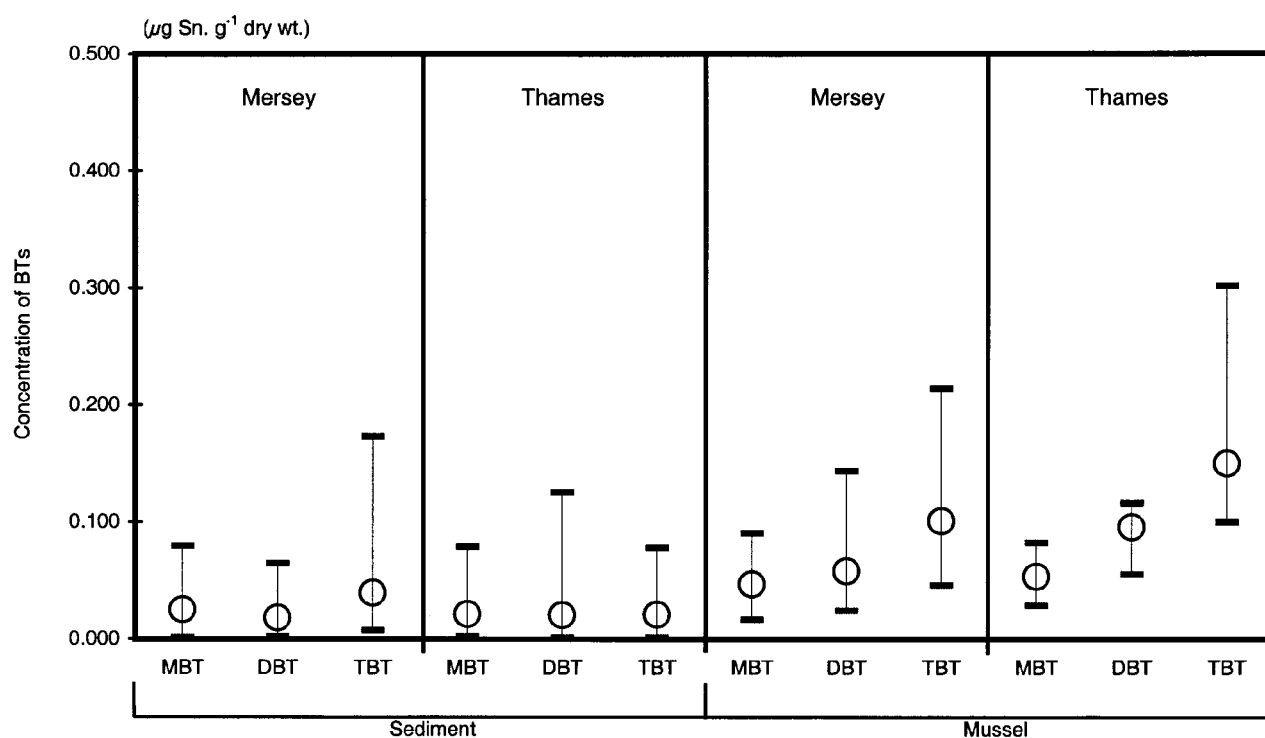 (µg Sn. g⁻¹ dry wt.)
0.500
Mersey Thames Mersey Thames
0.400
0.300
0.200
0.100
0.000
Concentration of BTs
MBT DBT TBT MBT DBT TBT MBT DBT TBT MBT DBT TBT
Sediment Mussel